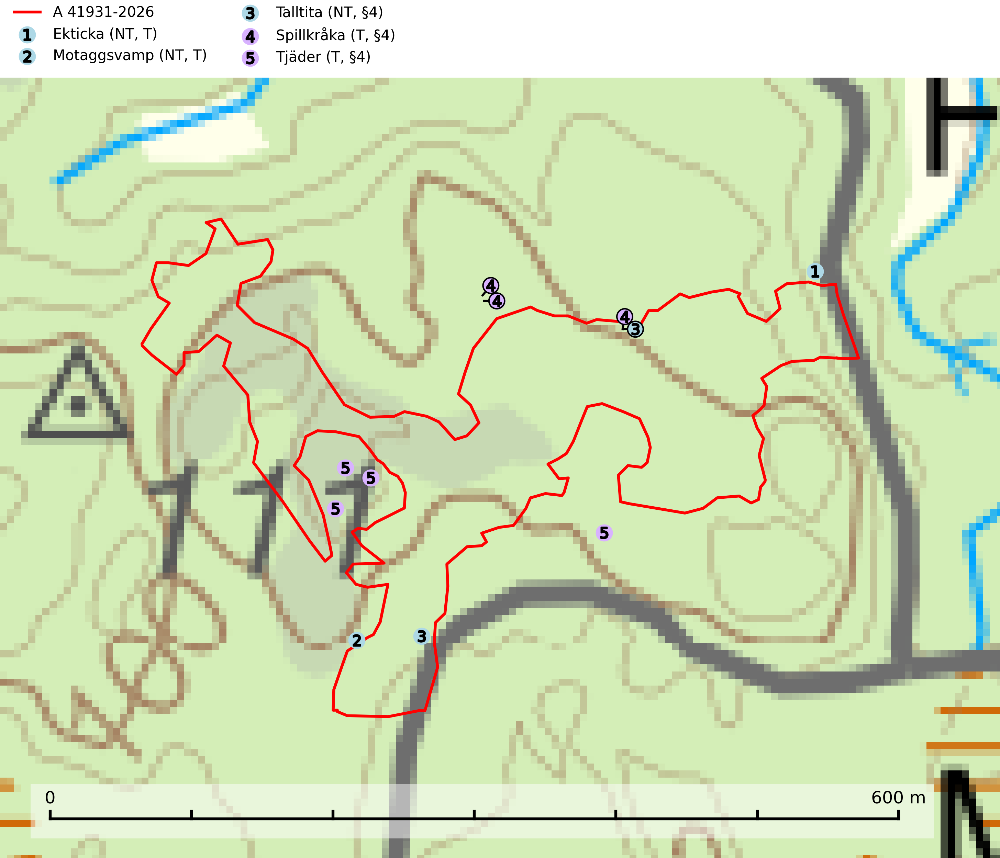 A 41931-2026
1 Ekticka (NT, T)
2 Motaggsvamp (NT, T)
3 Talltita (NT, §4)
4 Spillkråka (T, §4)
5 Tjäder (T, §4)
1
4
4
4
3
5
5
5
5
2
3
0
600 m